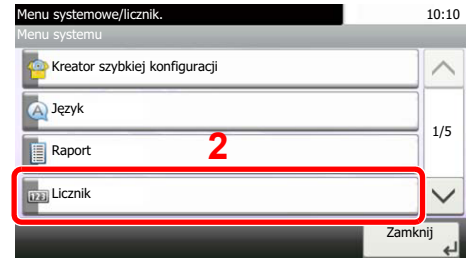 Menu systemowe/licznik. 10:10
Menu systemu
Kreator szybkiej konfiguracji
Język
1/5
Raport
2
Licznik
Zamknij